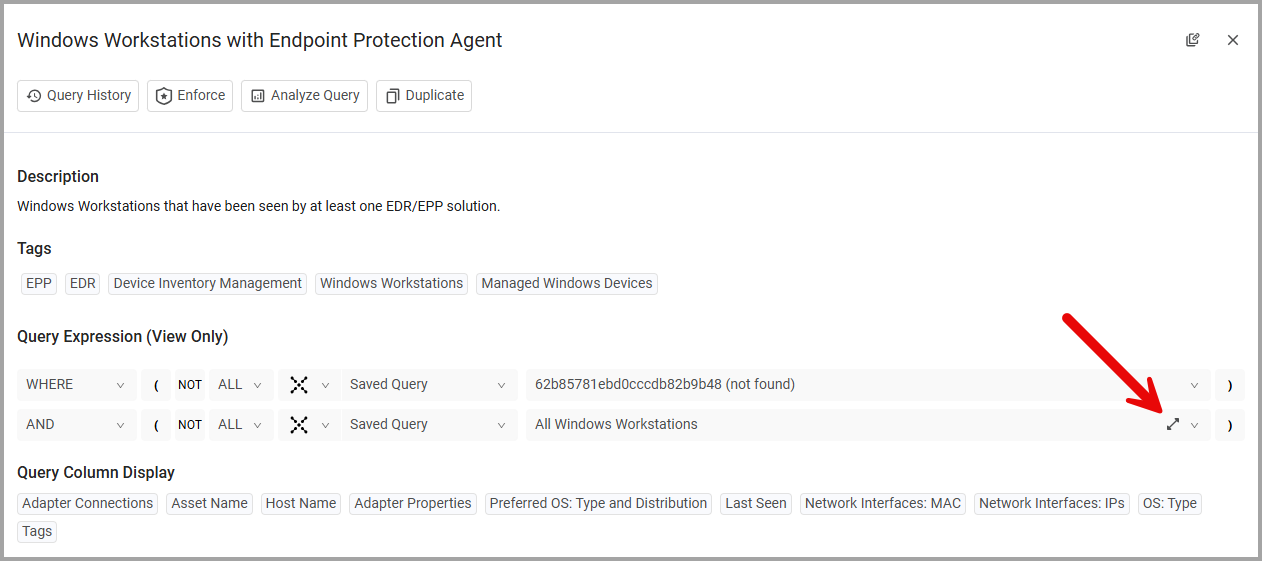 Windows Workstations with Endpoint Protection Agent
Query History Enforce Analyze Query Duplicate
Description
Windows Workstations that have been seen by at least one EDR/EPP solution.
Tags
EPP EDR Device Inventory Management Windows Workstations Managed Windows Devices
Query Expression (View Only)
WHERE ( NOT ALL Saved Query 62b85781ebd0cccdb82b9b48 (not found) )
AND ( NOT ALL Saved Query All Windows Workstations )
Query Column Display
Adapter Connections Asset Name Host Name Adapter Properties Preferred OS: Type and Distribution Last Seen Network Interfaces: MAC Network Interfaces: IPs OS: Type
Tags